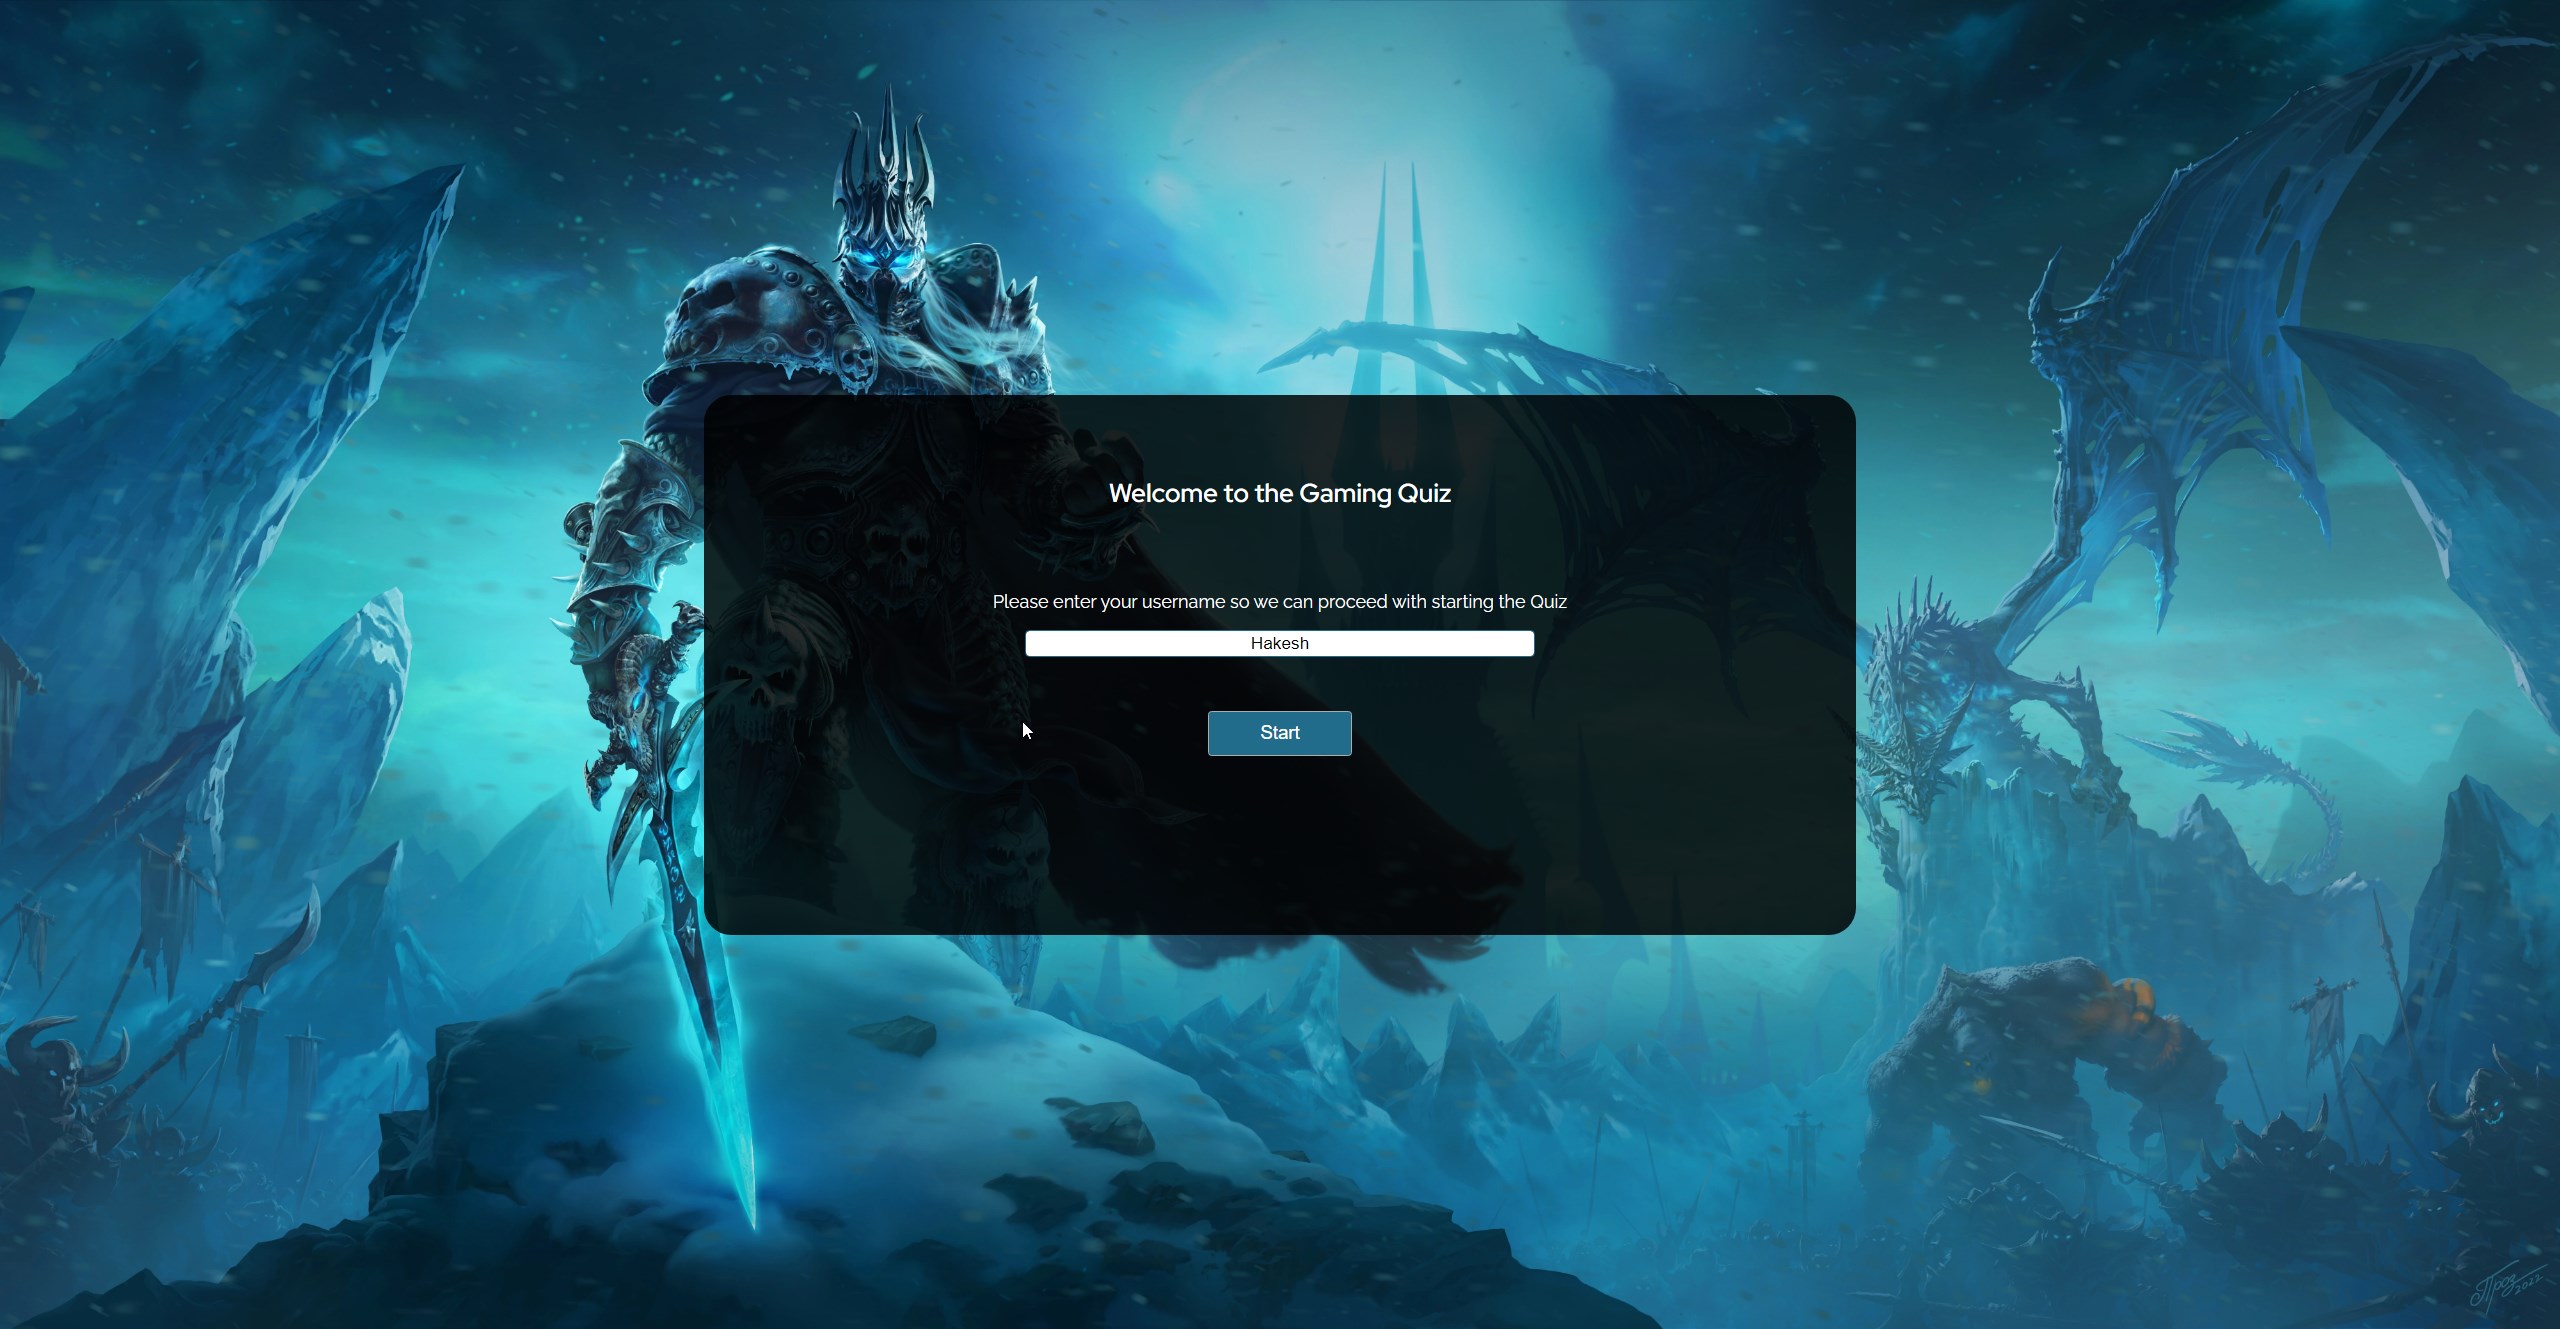 Welcome to the Gaming Quiz
Please enter your username so we can proceed with starting the Quiz
Hakesh
Start